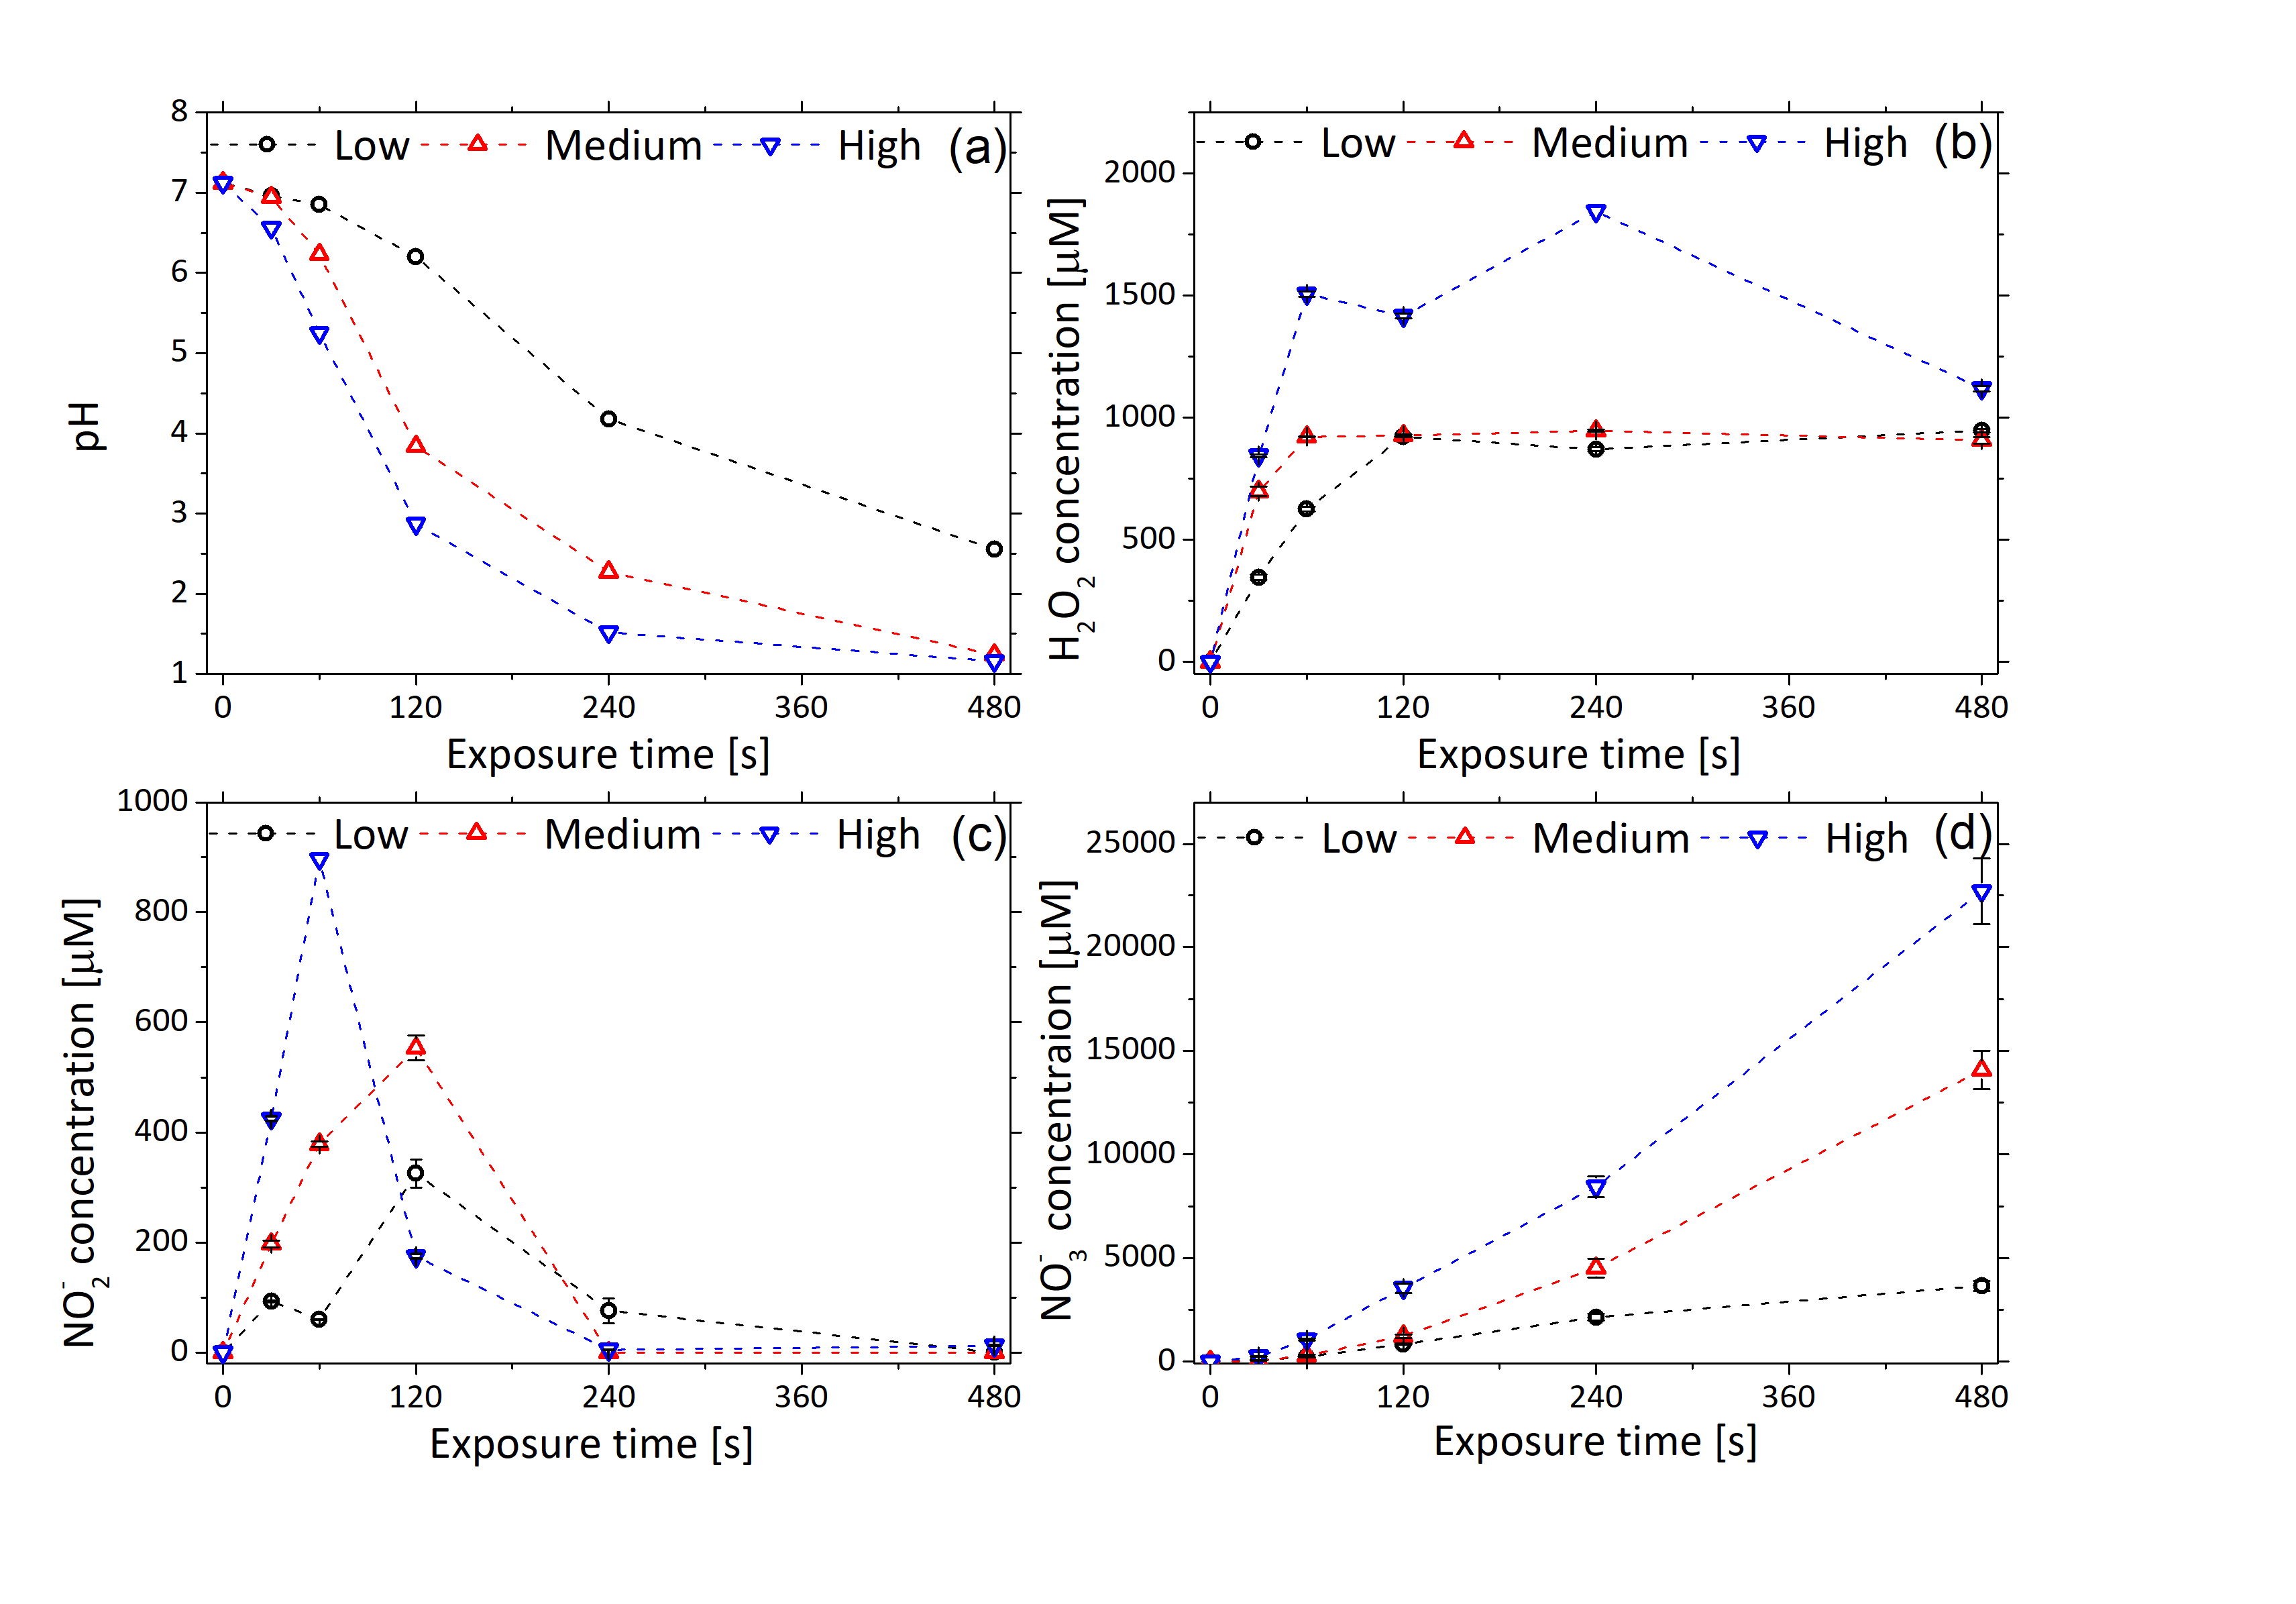 Low Medium High (a)
8
7
6
5
4
3
2
1
pH
0 120 240 360 480
Exposure time [s]
Low Medium High (b)
2000
1500
1000
500
0
H₂O₂ concentration [μM]
0 120 240 360 480
Exposure time [s]
Low Medium High (c)
1000
800
600
400
200
0
NO₂⁻ concentration [μM]
0 120 240 360 480
Exposure time [s]
Low Medium High (d)
25000
20000
15000
10000
5000
0
NO₃⁻ concentraion [μM]
0 120 240 360 480
Exposure time [s]